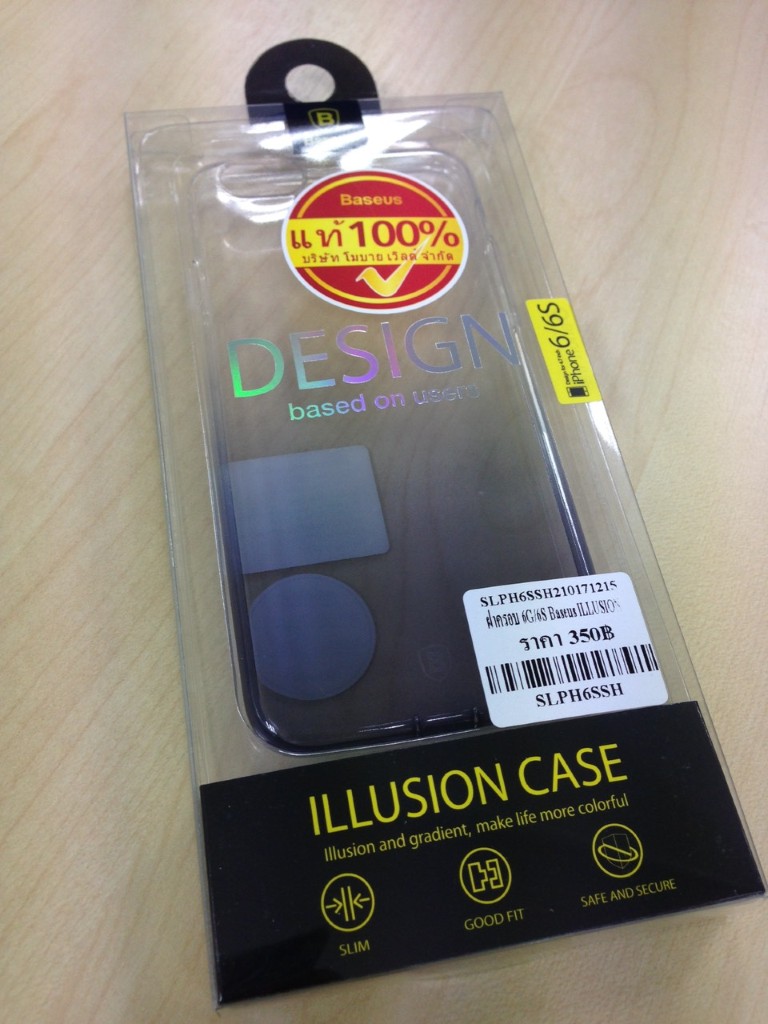 B
Baseus
แท้100%
บริษัท โมบาย เวิลด์ จำกัด
DESIGN
based on users
iPhone6/6S
SLPH6SSH210171215
ฝาครอบ 6G/6S Baseus ILLUSION
ราคา 350฿
SLPH6SSH
ILLUSION CASE
Illusion and gradient, make life more colorful
SLIM
GOOD FIT
SAFE AND SECURE